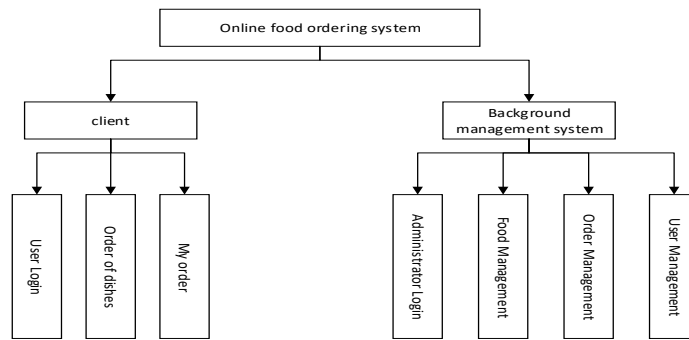 Online food ordering system
client
Background
management system
User Login
Order of dishes
My order
Administrator Login
Food Management
Order Management
User Management